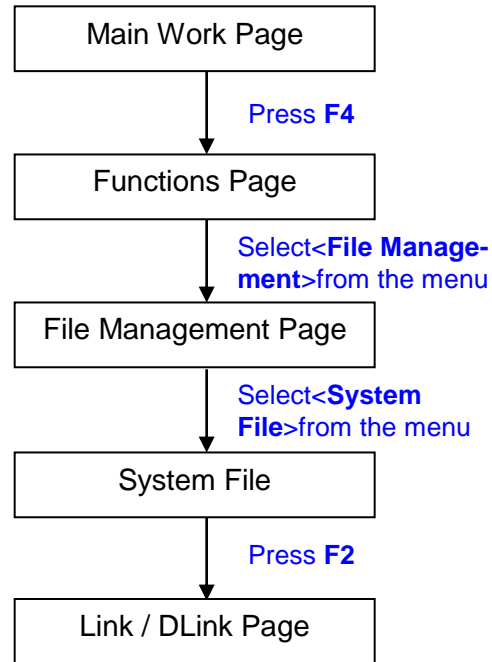 Main Work Page
Press F4
Functions Page
Select<File Manage-
ment>from the menu
File Management Page
Select<System
File>from the menu
System File
Press F2
Link / DLink Page